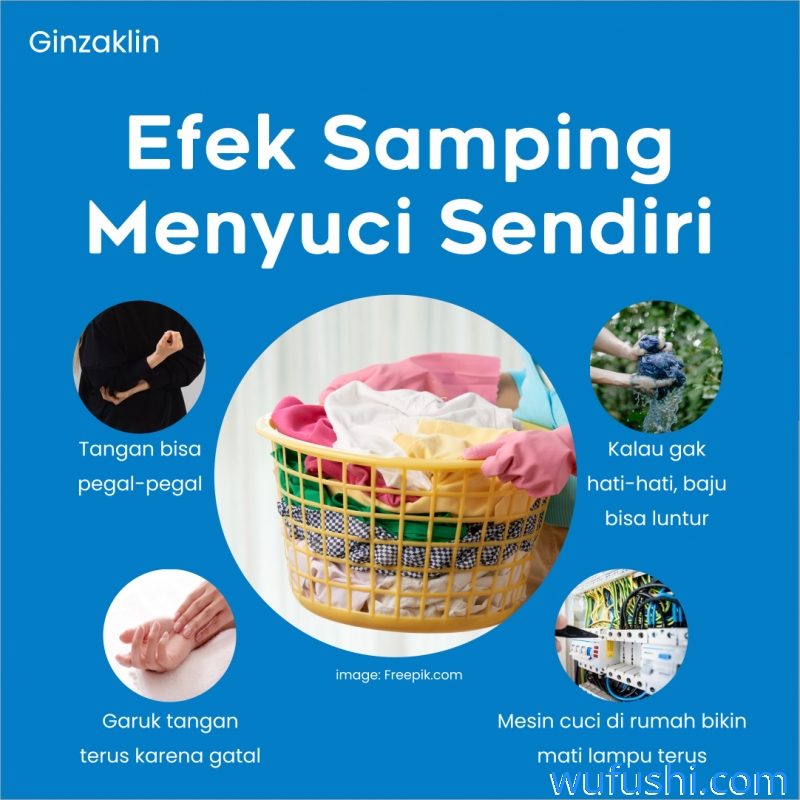 Ginzaklin
Efek Samping
Menyuci Sendiri
Tangan bisa
pegal-pegal
Kalau gak
hati-hati, baju
bisa luntur
image: Freepik.com
Garuk tangan
terus karena gatal
Mesin cuci di rumah bikin
mati lampu terus
wufushi.com